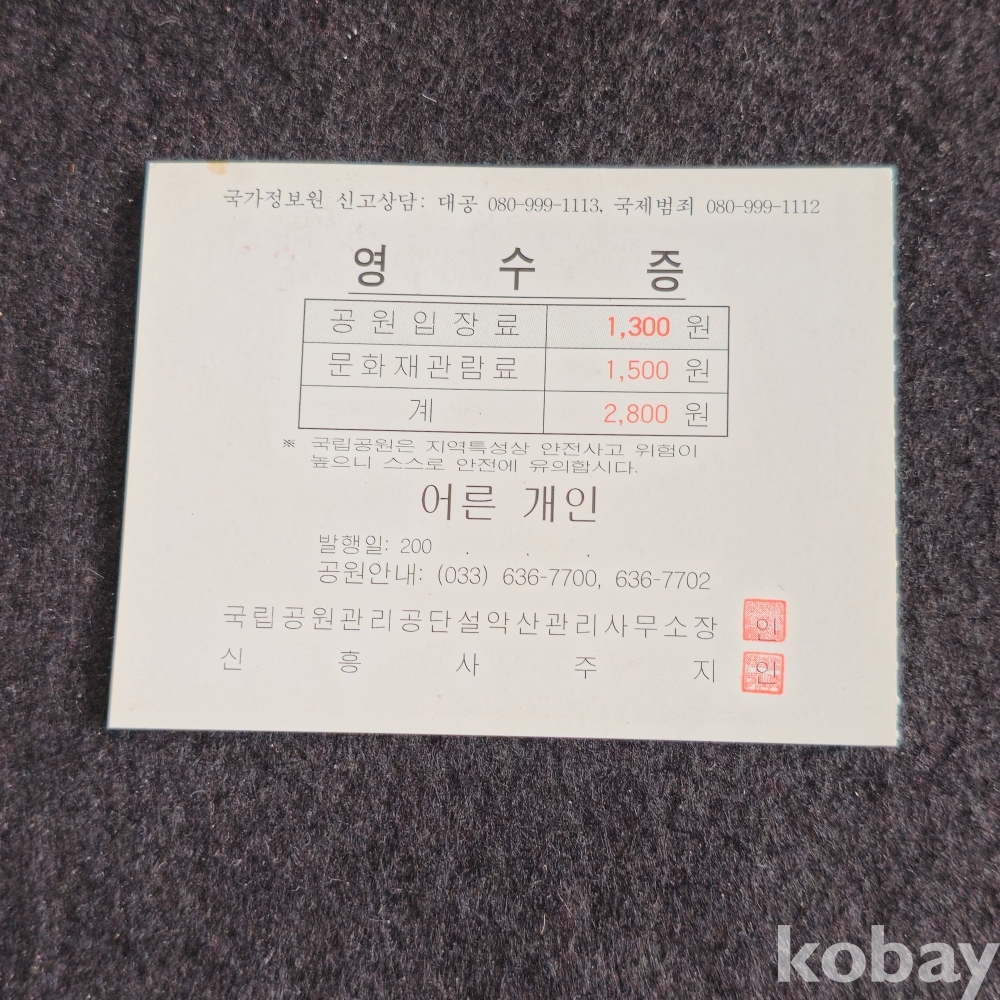 국가정보원 신고상담: 대공 080-999-1113, 국제범죄 080-999-1112
영 수 증
공원입장료 1,300 원
문화재관람료 1,500 원
계 2,800 원
※ 국립공원은 지역특성상 안전사고 위험이
높으니 스스로 안전에 유의합시다.
어른 개인
발행일: 200 . . .
공원안내: (033) 636-7700, 636-7702
국립공원관리공단설악산관리사무소장 인
신 흥 사 주 지 인
kobay